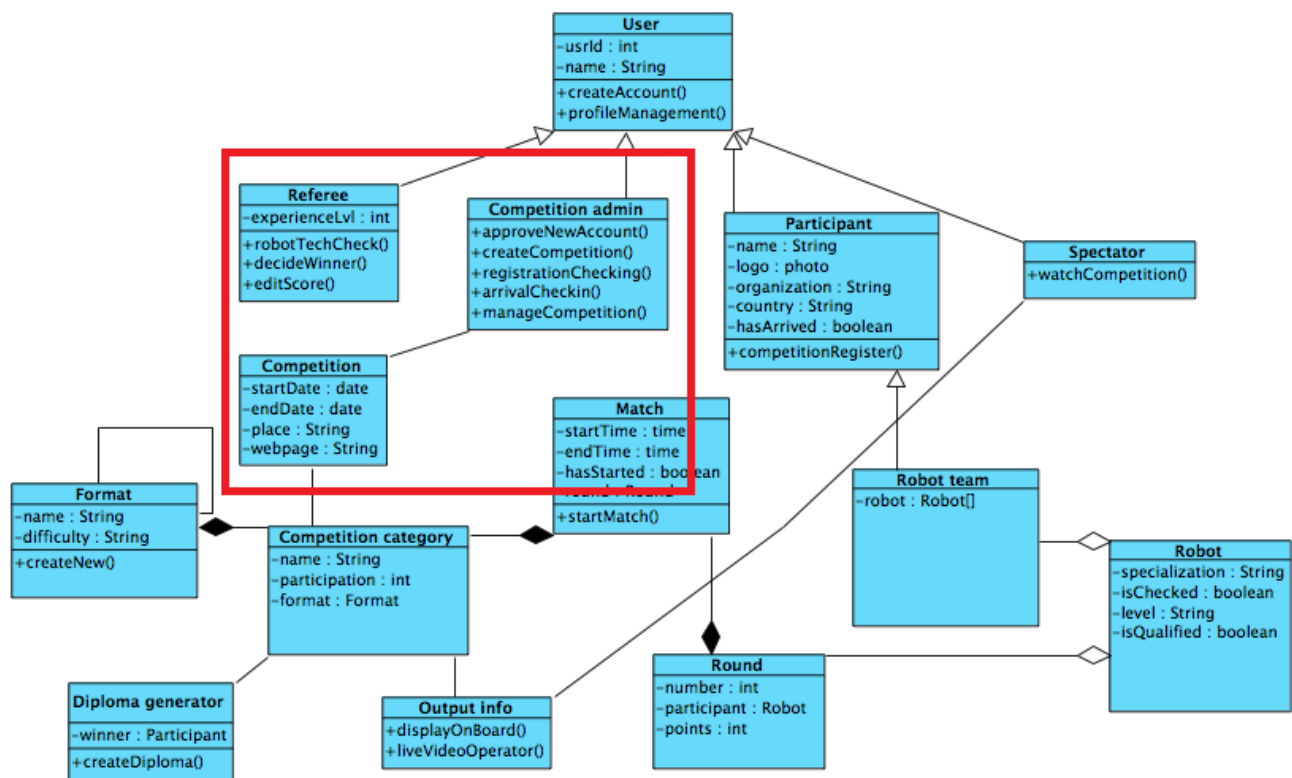 User
-usrId : int
-name : String
+createAccount()
+profileManagement()
Referee
-experienceLvl : int
+robotTechCheck()
+decideWinner()
+editScore()
Competition admin
+approveNewAccount()
+createCompetition()
+registrationChecking()
+arrivalCheckin()
+manageCompetition()
Participant
-name : String
-logo : photo
-organization : String
-country : String
-hasArrived : boolean
+competitionRegister()
Spectator
+watchCompetition()
Competition
-startDate : date
-endDate : date
-place : String
-webpage : String
Match
-startTime : time
-endTime : time
-hasStarted : boolean
-round : Round
+startMatch()
Format
-name : String
-difficulty : String
+createNew()
Competition category
-name : String
-participation : int
-format : Format
Robot team
-robot : Robot[]
Robot
-specialization : String
-isChecked : boolean
-level : String
-isQualified : boolean
Diploma generator
-winner : Participant
+createDiploma()
Output info
+displayOnBoard()
+liveVideoOperator()
Round
-number : int
-participant : Robot
-points : int